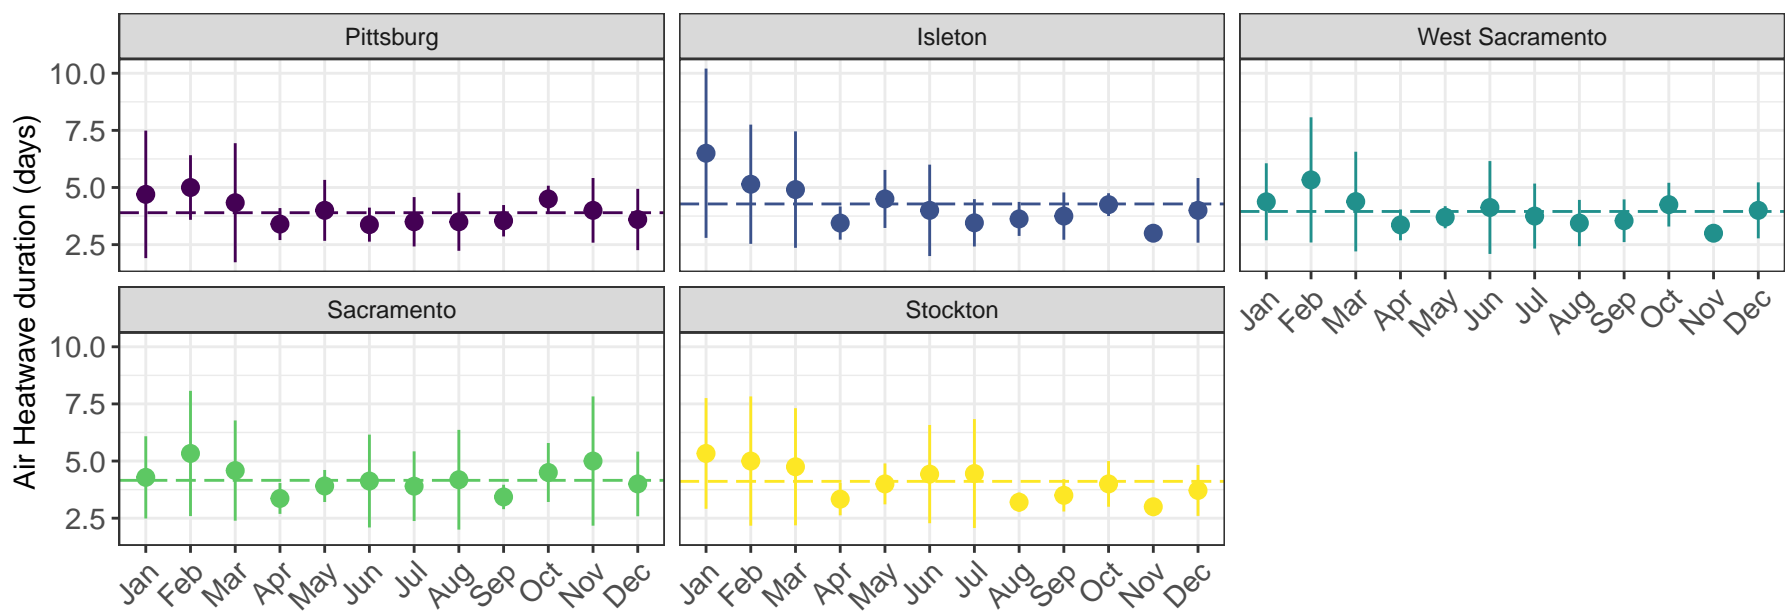 Pittsburg
Isleton
West Sacramento
Air Heatwave duration (days)
10.0
7.5
5.0
2.5
Jan Feb Mar Apr May Jun Jul Aug Sep Oct Nov Dec
Sacramento
Stockton
10.0
7.5
5.0
2.5
Jan Feb Mar Apr May Jun Jul Aug Sep Oct Nov Dec
Jan Feb Mar Apr May Jun Jul Aug Sep Oct Nov Dec